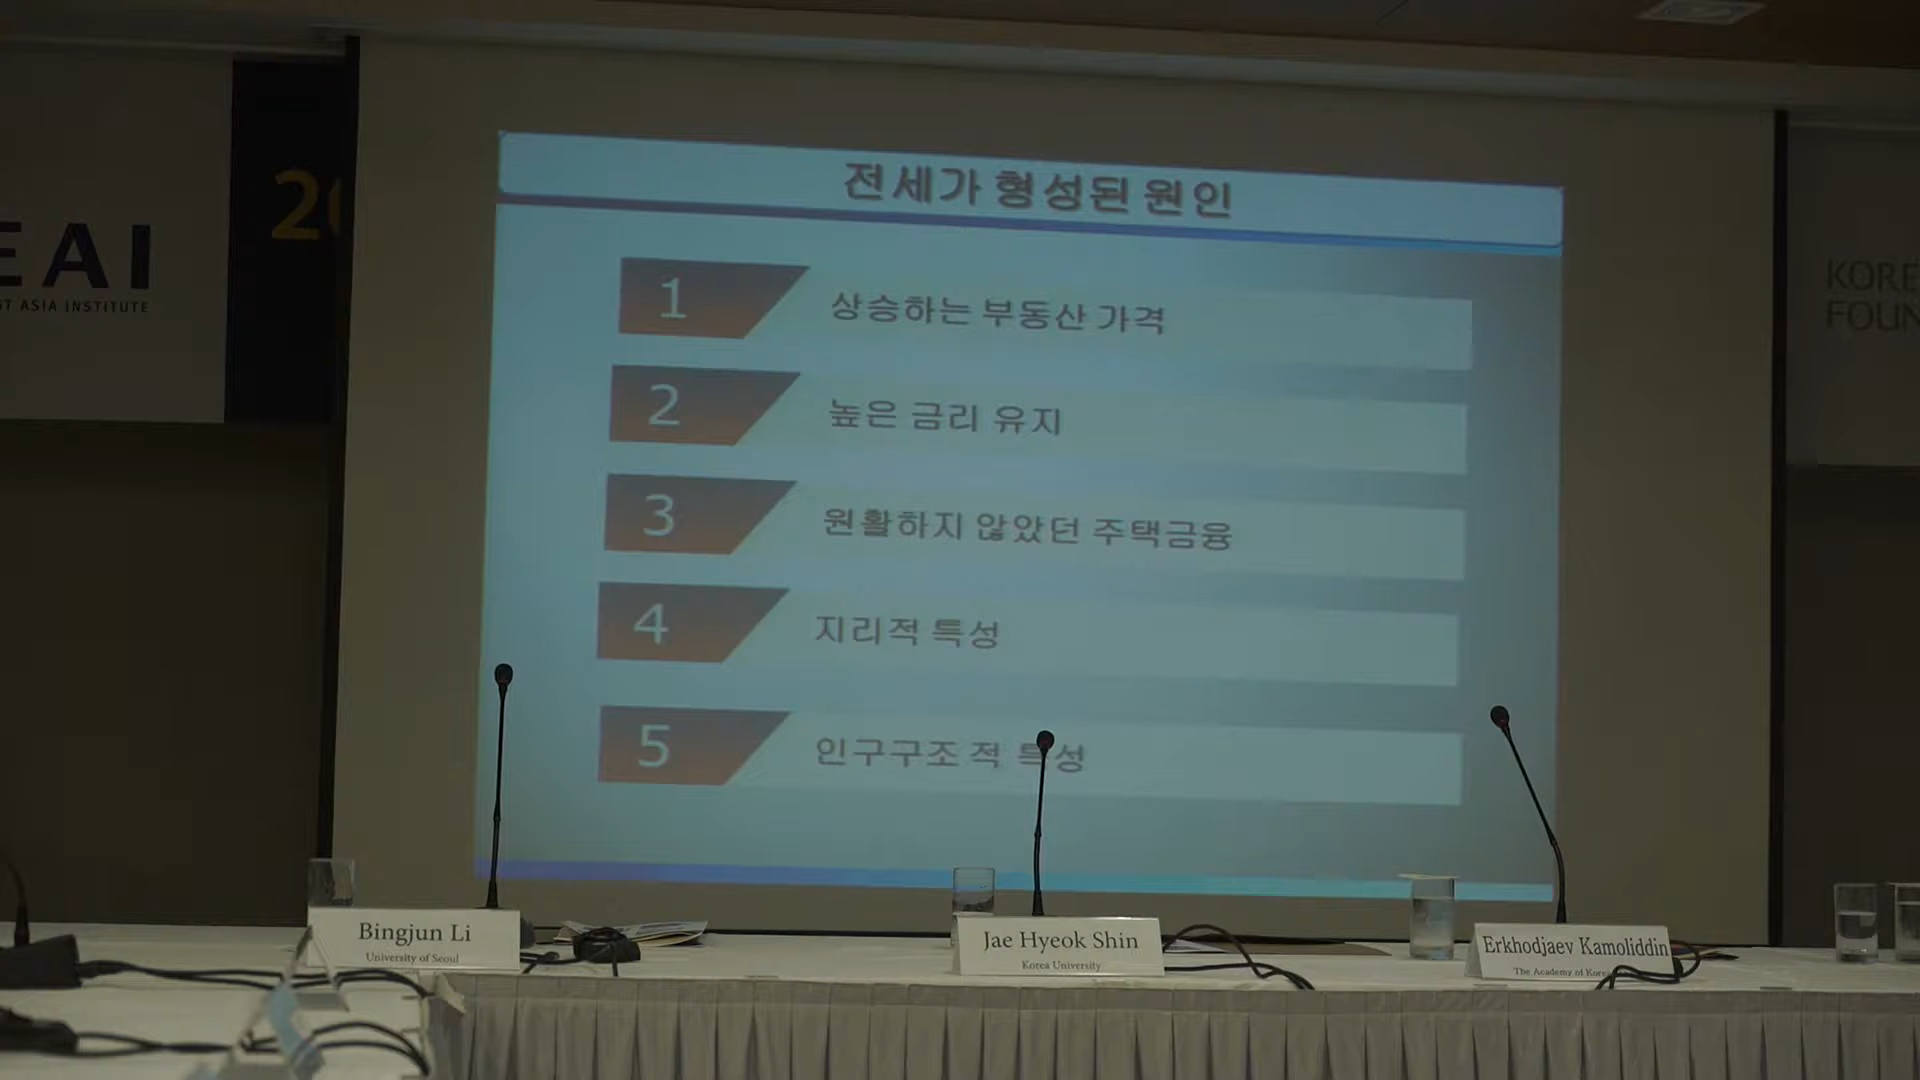 EAI
ST ASIA INSTITUTE
20
KORE
FOUN
전세가 형성된 원인
1
상승하는 부동산 가격
2
높은 금리 유지
3
원활하지 않았던 주택금융
4
지리적 특성
5
인구구조적 특성
Bingjun Li
University of Seoul
Jae Hyeok Shin
Korea University
Erkhodjaev Kamoliddin
The Academy of Korea